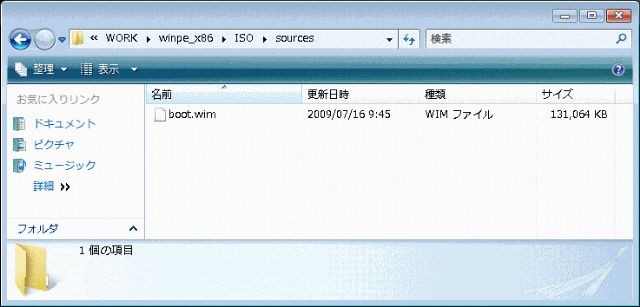 « WORK ▸ winpe_x86 ▸ ISO ▸ sources
検索
整理 ▼ 表示 ▼
お気に入りリンク
ドキュメント
ピクチャ
ミュージック
詳細 »
フォルダ
名前 更新日時 種類 サイズ
boot.wim 2009/07/16 9:45 WIM ファイル 131,064 KB
1 個の項目